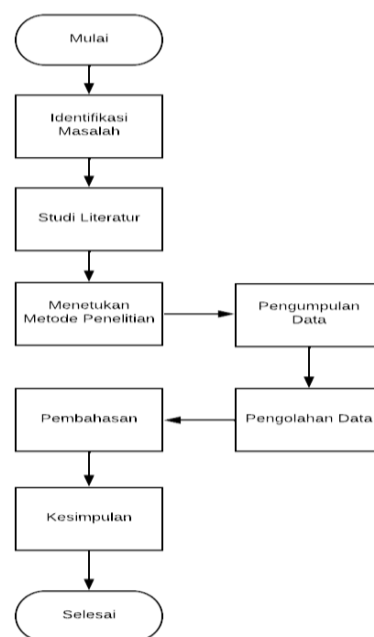 Mulai
Identifikasi
Masalah
Studi Literatur
Menetukan
Metode Penelitian
Pengumpulan
Data
Pengolahan Data
Pembahasan
Kesimpulan
Selesai